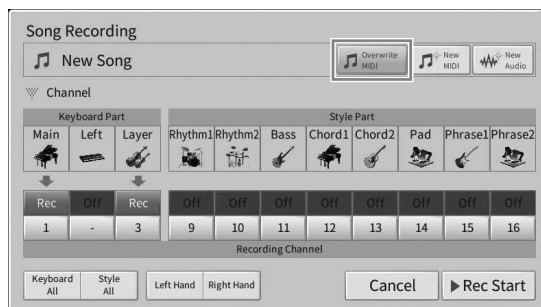 Song Recording
New Song
Overwrite MIDI
New MIDI
New Audio
Channel
Keyboard Part
Style Part
Main Left Layer Rhythm1 Rhythm2 Bass Chord1 Chord2 Pad Phrase1 Phrase2
Rec Off Rec Off Off Off Off Off Off Off Off
1 - 3 9 10 11 12 13 14 15 16
Recording Channel
Keyboard All
Style All
Left Hand
Right Hand
Cancel
Rec Start